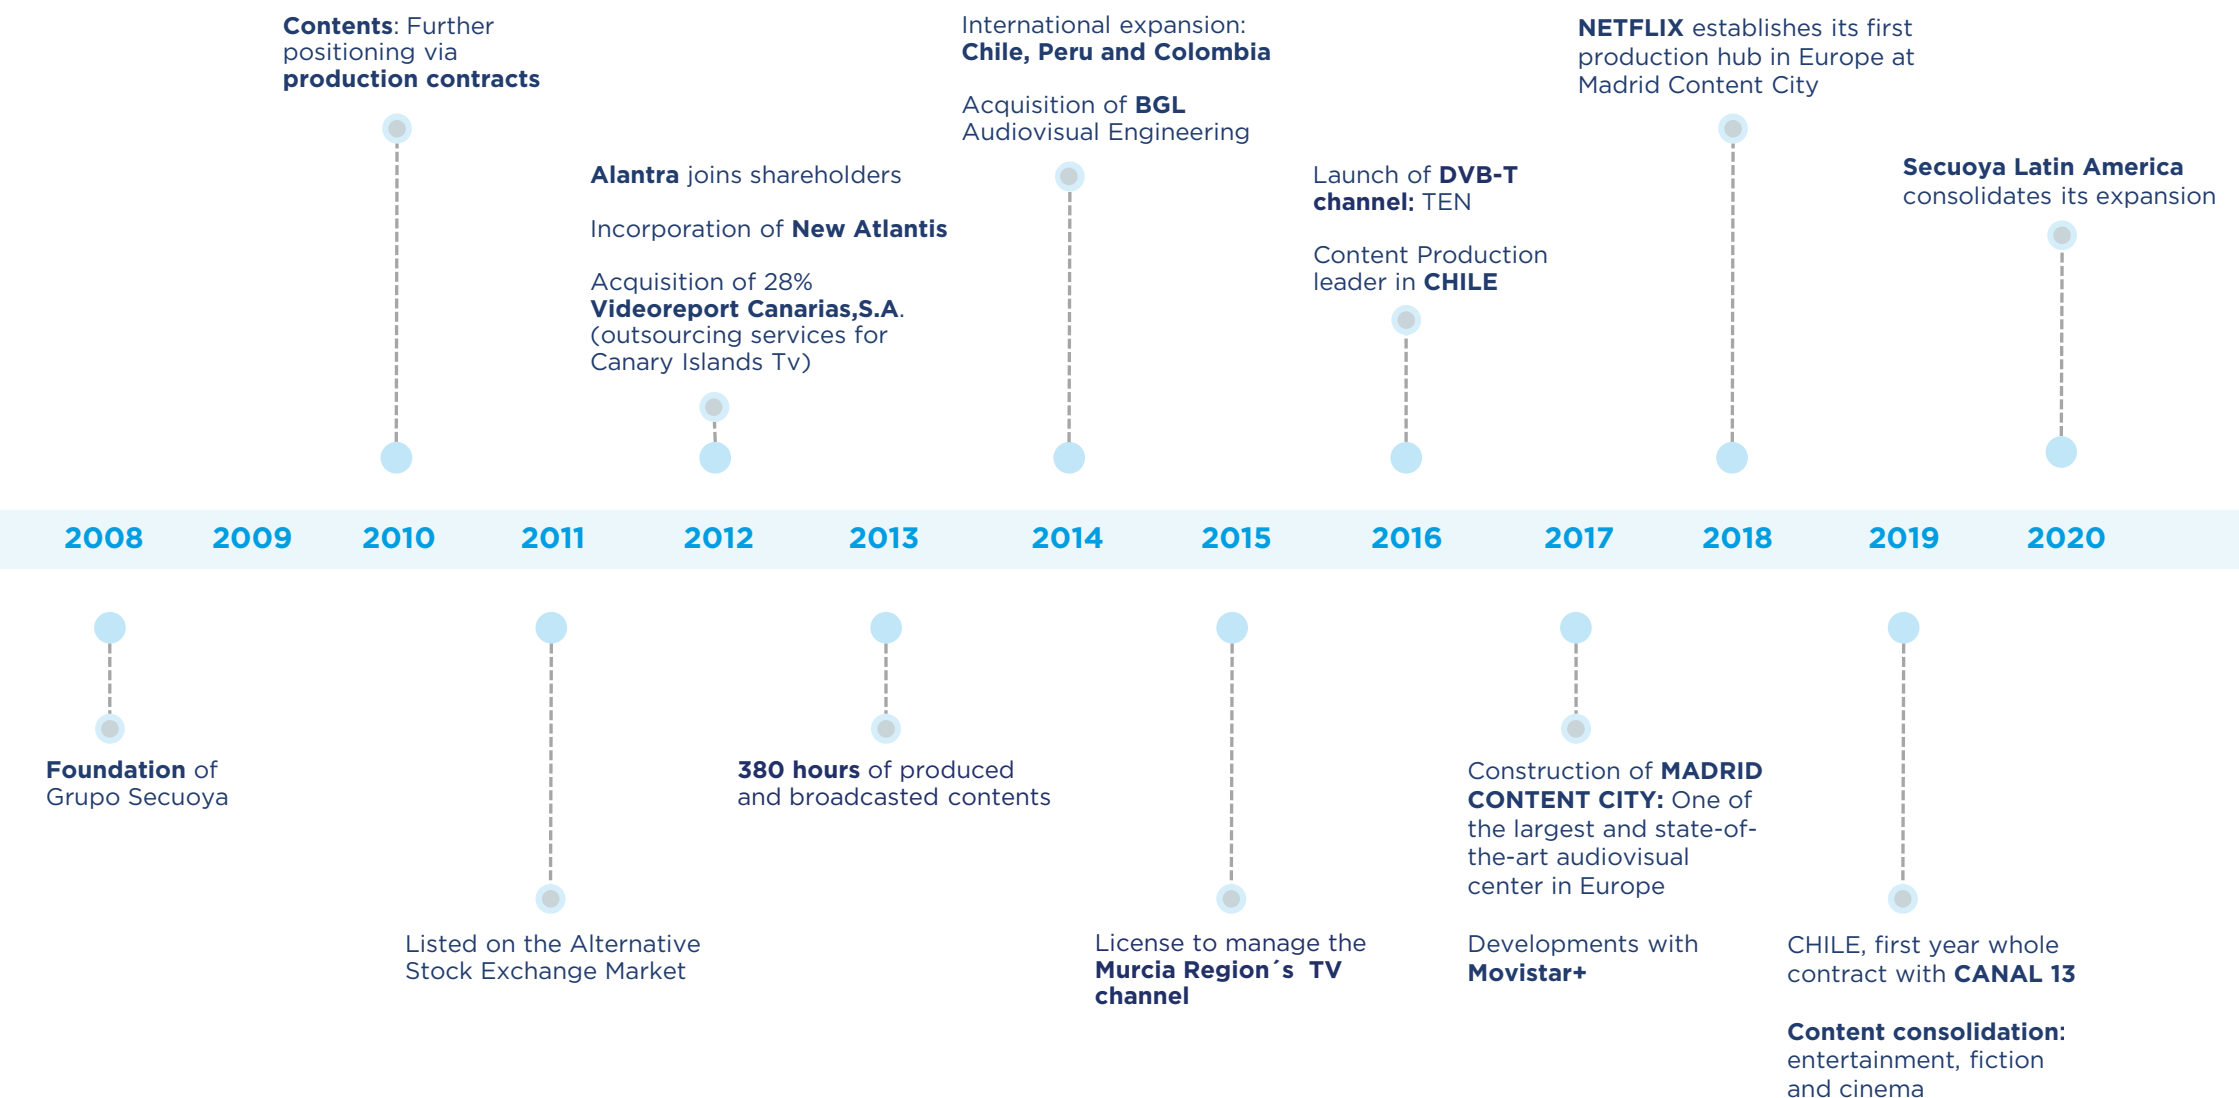 Contents: Further
positioning via
production contracts
Alantra joins shareholders
Incorporation of New Atlantis
Acquisition of 28%
Videoreport Canarias,S.A.
(outsourcing services for
Canary Islands Tv)
International expansion:
Chile, Peru and Colombia
Acquisition of BGL
Audiovisual Engineering
Launch of DVB-T
channel: TEN
Content Production
leader in CHILE
NETFLIX establishes its first
production hub in Europe at
Madrid Content City
Secuoya Latin America
consolidates its expansion
2008 2009 2010 2011 2012 2013 2014 2015 2016 2017 2018 2019 2020
Foundation of
Grupo Secuoya
Listed on the Alternative
Stock Exchange Market
380 hours of produced
and broadcasted contents
License to manage the
Murcia Region´s TV
channel
Construction of MADRID
CONTENT CITY: One of
the largest and state-of-
the-art audiovisual
center in Europe
Developments with
Movistar+
CHILE, first year whole
contract with CANAL 13
Content consolidation:
entertainment, fiction
and cinema